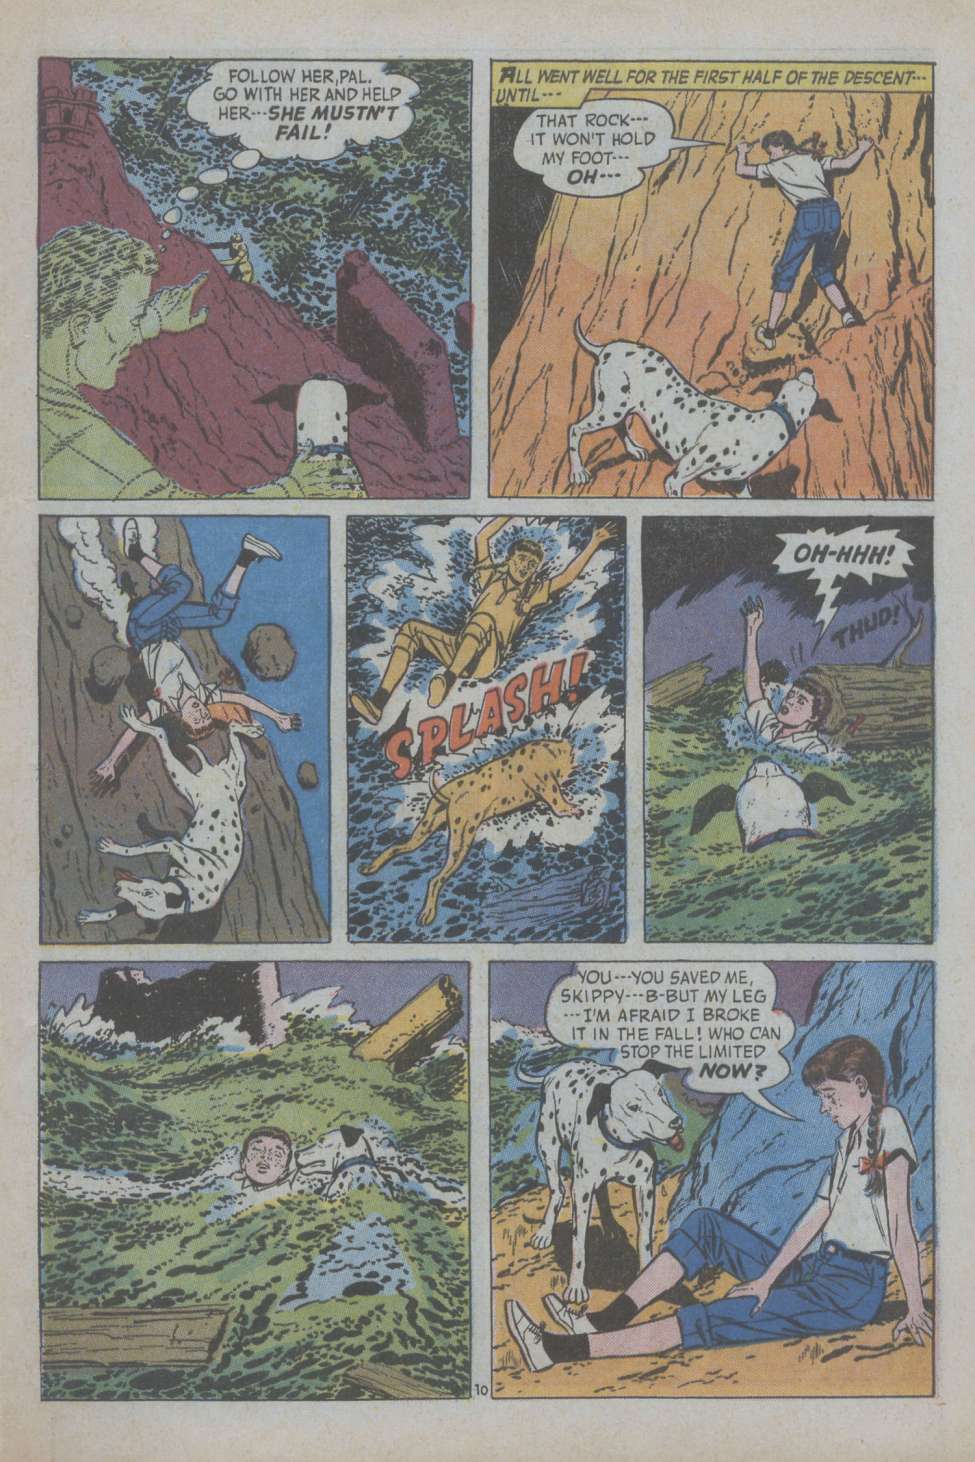 FOLLOW HER, PAL.
GO WITH HER AND HELP
HER--- SHE MUSTN'T
FAIL!
ALL WENT WELL FOR THE FIRST HALF OF THE DESCENT---
UNTIL---
THAT ROCK---
IT WON'T HOLD
MY FOOT---
OH---
SPLASH!
OH-HHH!
THUD!
YOU---YOU SAVED ME,
SKIPPY---B-BUT MY LEG
---I'M AFRAID I BROKE
IT IN THE FALL! WHO CAN
STOP THE LIMITED
NOW?
10